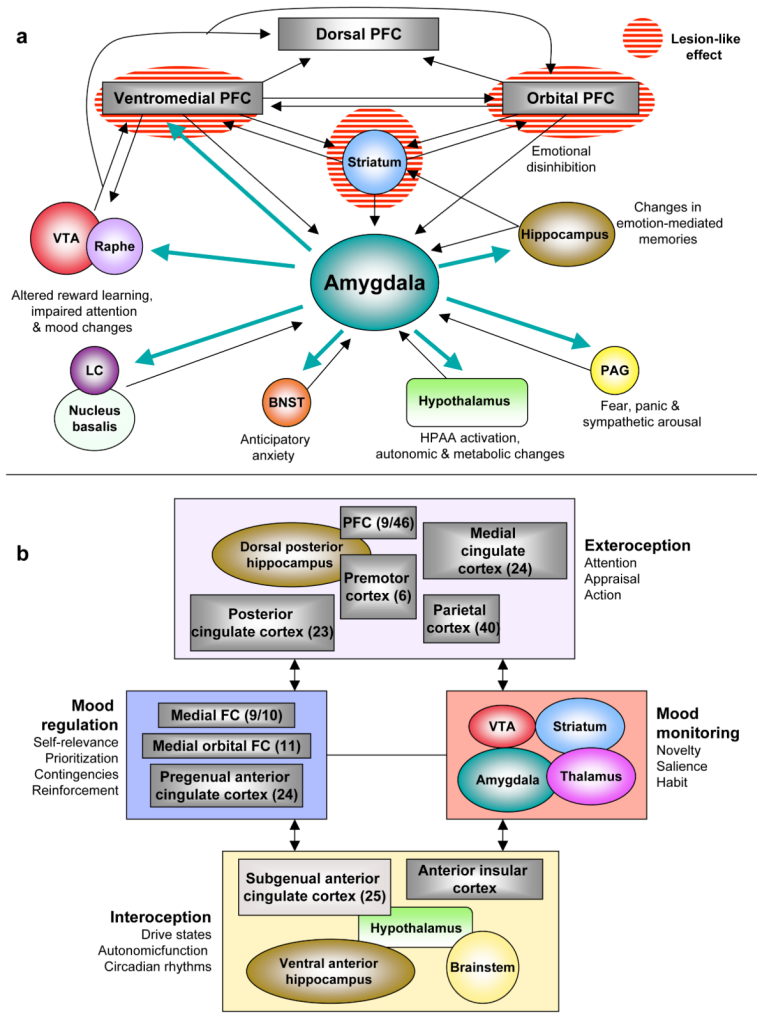 a
Dorsal PFC
Lesion-like
effect
Ventromedial PFC
Orbital PFC
Striatum
Emotional
disinhibition
VTA
Raphe
Hippocampus
Changes in
emotion-mediated
memories
Amygdala
Altered reward learning,
impaired attention
& mood changes
LC
Nucleus
basalis
BNST
Anticipatory
anxiety
Hypothalamus
HPAA activation,
autonomic & metabolic changes
PAG
Fear, panic &
sympathetic arousal
b
PFC (9/46)
Dorsal posterior
hippocampus
Medial
cingulate
cortex (24)
Premotor
cortex (6)
Posterior
cingulate cortex (23)
Parietal
cortex (40)
Exteroception
Attention
Appraisal
Action
Mood
regulation
Self-relevance
Prioritization
Contingencies
Reinforcement
Medial FC (9/10)
Medial orbital FC (11)
Pregenual anterior
cingulate cortex (24)
VTA
Striatum
Amygdala
Thalamus
Mood
monitoring
Novelty
Salience
Habit
Interoception
Drive states
Autonomicfunction
Circadian rhythms
Subgenual anterior
cingulate cortex (25)
Anterior insular
cortex
Hypothalamus
Ventral anterior
hippocampus
Brainstem